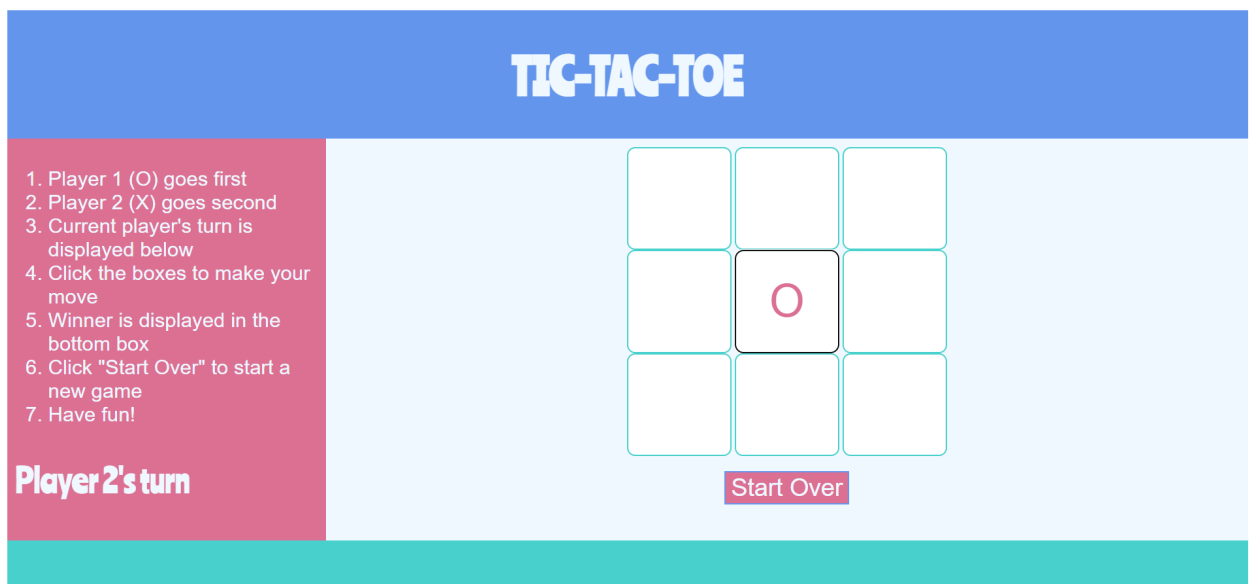 TIC-TAC-TOE
1. Player 1 (O) goes first
2. Player 2 (X) goes second
3. Current player's turn is
displayed below
4. Click the boxes to make your
move
5. Winner is displayed in the
bottom box
6. Click "Start Over" to start a
new game
7. Have fun!
Player 2's turn
O
Start Over